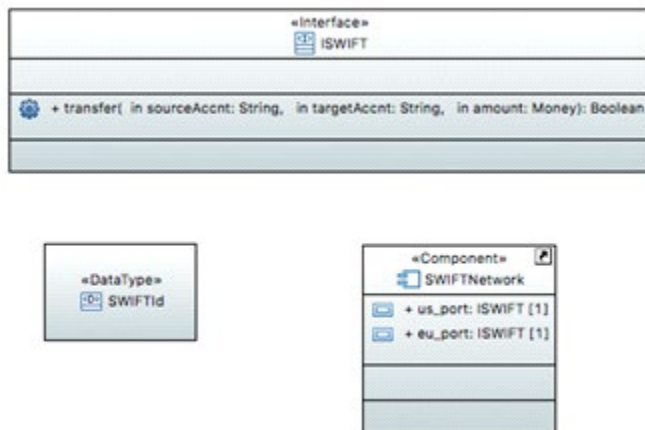 «Interface»
ISWIFT
+ transfer( in sourceAccnt: String, in targetAccnt: String, in amount: Money): Boolean
«DataType»
SWIFTId
«Component»
SWIFTNetwork
+ us_port: ISWIFT [1]
+ eu_port: ISWIFT [1]